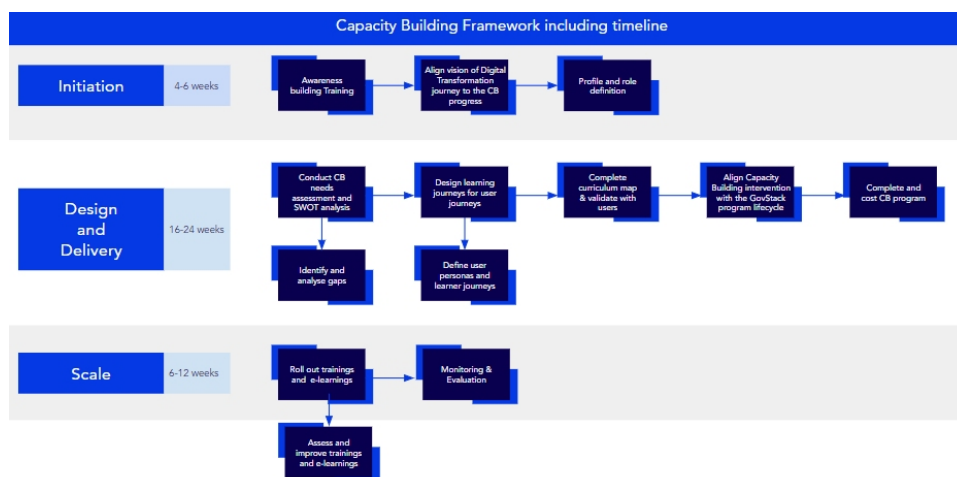 Capacity Building Framework including timeline
Initiation
4-6 weeks
Awareness
building Training
Align vision of Digital
Transformation
journey to the CB
progress
Profile and role
definition
Design
and
Delivery
16-24 weeks
Conduct CB
needs
assessment and
SWOT analysis
Design learning
journeys for user
journeys
Complete
curriculum map
& validate with
users
Align Capacity
Building intervention
with the GovStack
program lifecycle
Complete and
cost CB program
Identify and
analyse gaps
Define user
personas and
learner journeys
Scale
6-12 weeks
Roll out trainings
and e-learnings
Monitoring &
Evaluation
Assess and
improve trainings
and e-learnings